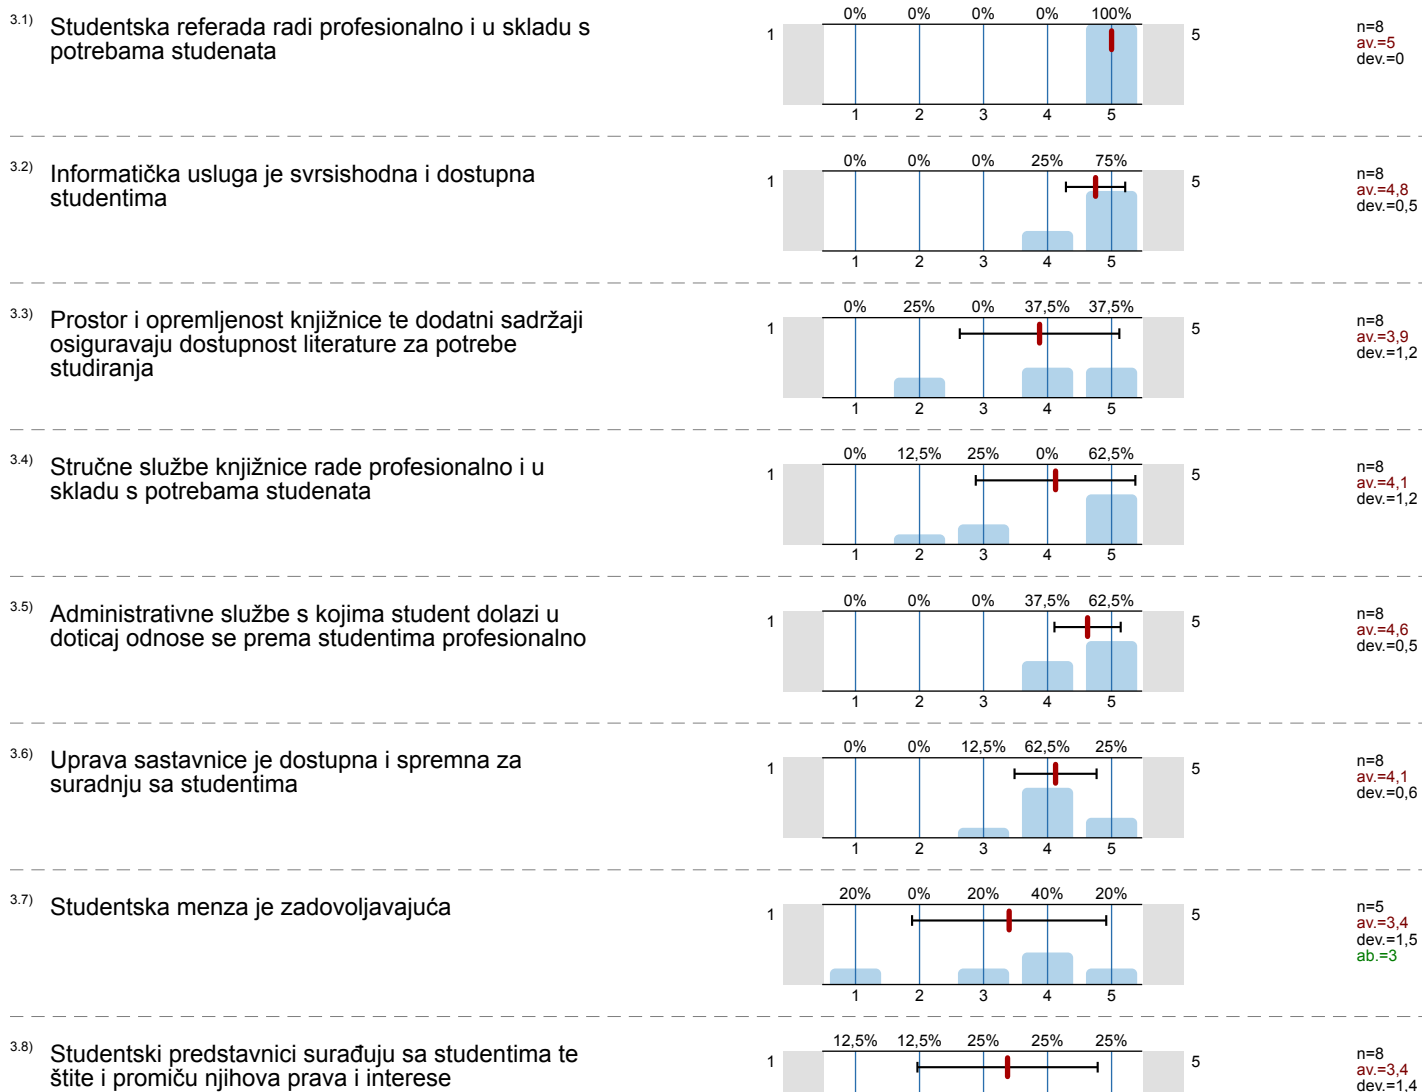 3.1) Studentska referada radi profesionalno i u skladu s
potrebama studenata
0% 0% 0% 0% 100%
1 5
1 2 3 4 5
n=8
av.=5
dev.=0
3.2) Informatička usluga je svrsishodna i dostupna
studentima
0% 0% 0% 25% 75%
1 5
1 2 3 4 5
n=8
av.=4,8
dev.=0,5
3.3) Prostor i opremljenost knjižnice te dodatni sadržaji
osiguravaju dostupnost literature za potrebe
studiranja
0% 25% 0% 37,5% 37,5%
1 5
1 2 3 4 5
n=8
av.=3,9
dev.=1,2
3.4) Stručne službe knjižnice rade profesionalno i u
skladu s potrebama studenata
0% 12,5% 25% 0% 62,5%
1 5
1 2 3 4 5
n=8
av.=4,1
dev.=1,2
3.5) Administrativne službe s kojima student dolazi u
doticaj odnose se prema studentima profesionalno
0% 0% 0% 37,5% 62,5%
1 5
1 2 3 4 5
n=8
av.=4,6
dev.=0,5
3.6) Uprava sastavnice je dostupna i spremna za
suradnju sa studentima
0% 0% 12,5% 62,5% 25%
1 5
1 2 3 4 5
n=8
av.=4,1
dev.=0,6
3.7) Studentska menza je zadovoljavajuća
20% 0% 20% 40% 20%
1 5
1 2 3 4 5
n=5
av.=3,4
dev.=1,5
ab.=3
3.8) Studentski predstavnici surađuju sa studentima te
štite i promiču njihova prava i interese
12,5% 12,5% 25% 25% 25%
1 5
n=8
av.=3,4
dev.=1,4